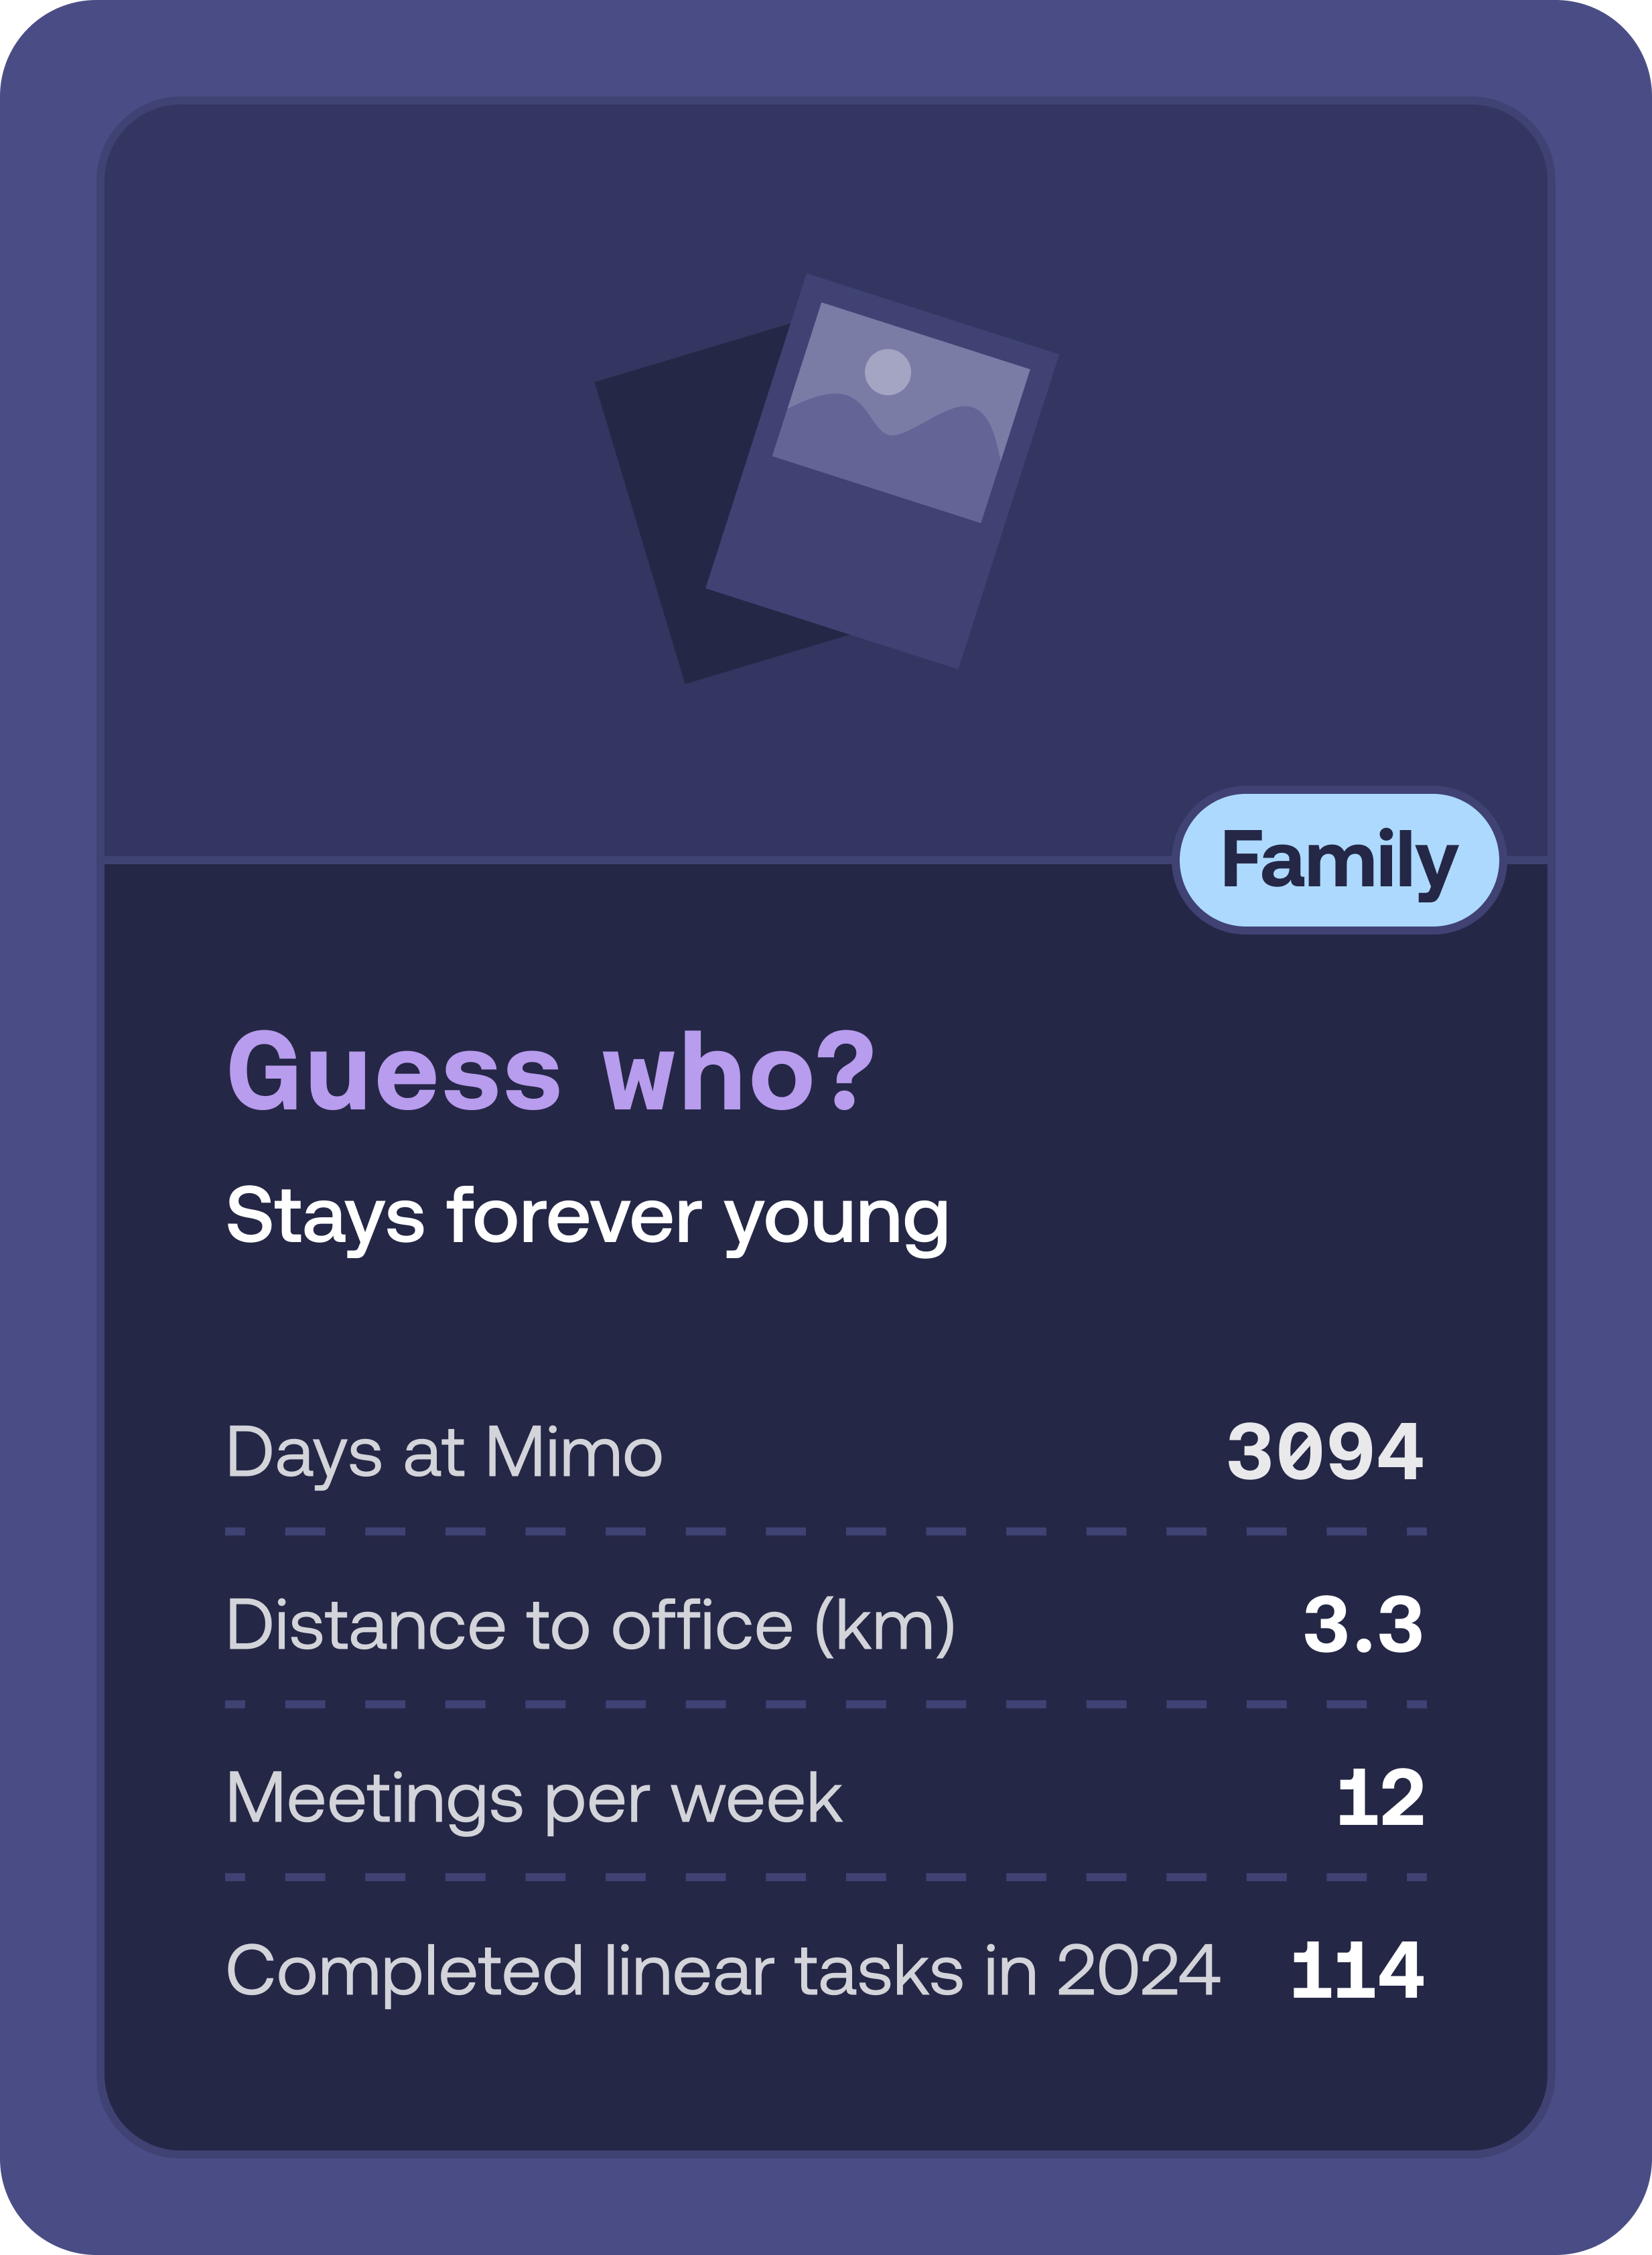 Family
Guess who?
Stays forever young
Days at Mimo 3094
Distance to office (km) 3.3
Meetings per week 12
Completed linear tasks in 2024 114